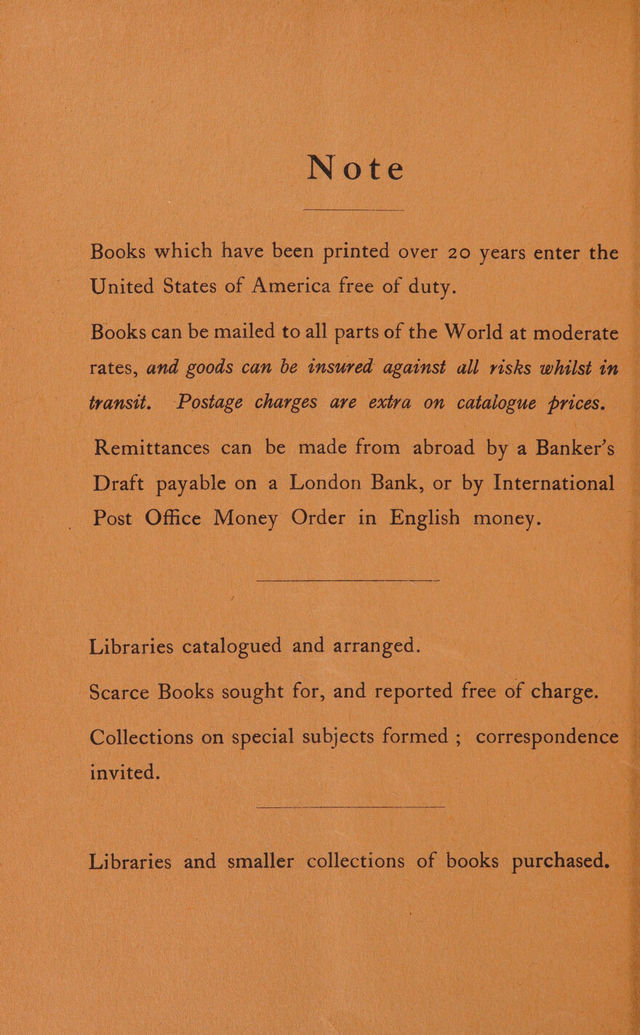 Note
Books which have been printed over 20 years enter the
United States of America free of duty.
Books can be mailed to all parts of the World at moderate
rates, and goods can be insured against all risks whilst in
transit. Postage charges are extra on catalogue prices.
Remittances can be made from abroad by a Banker's
Draft payable on a London Bank, or by International
Post Office Money Order in English money.
Libraries catalogued and arranged.
Scarce Books sought for, and reported free of charge.
Collections on special subjects formed ; correspondence
invited.
Libraries and smaller collections of books purchased.